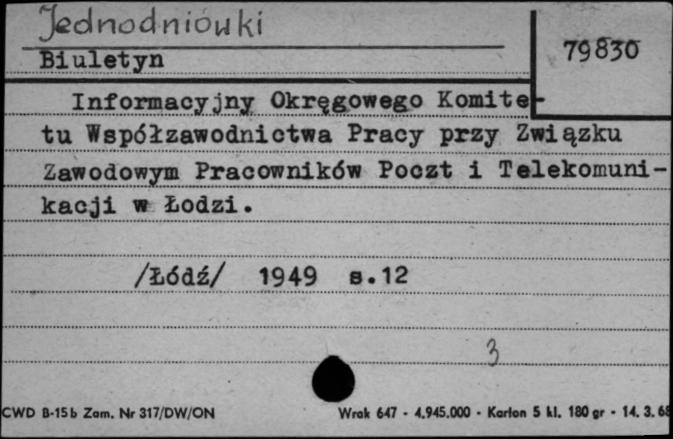 Jednodniówki
Biuletyn
79830
Informacyjny Okręgowego Komite-
tu Współzawodnictwa Pracy przy Związku
Zawodowym Pracowników Poczt i Telekomuni-
kacji w Łodzi.
/Łódź/ 1949 s.12
3
CWD B-15b Zam. Nr 317/DW/ON Wrak 647 - 4.945.000 - Karton 5 kl. 180 gr - 14. 3. 68